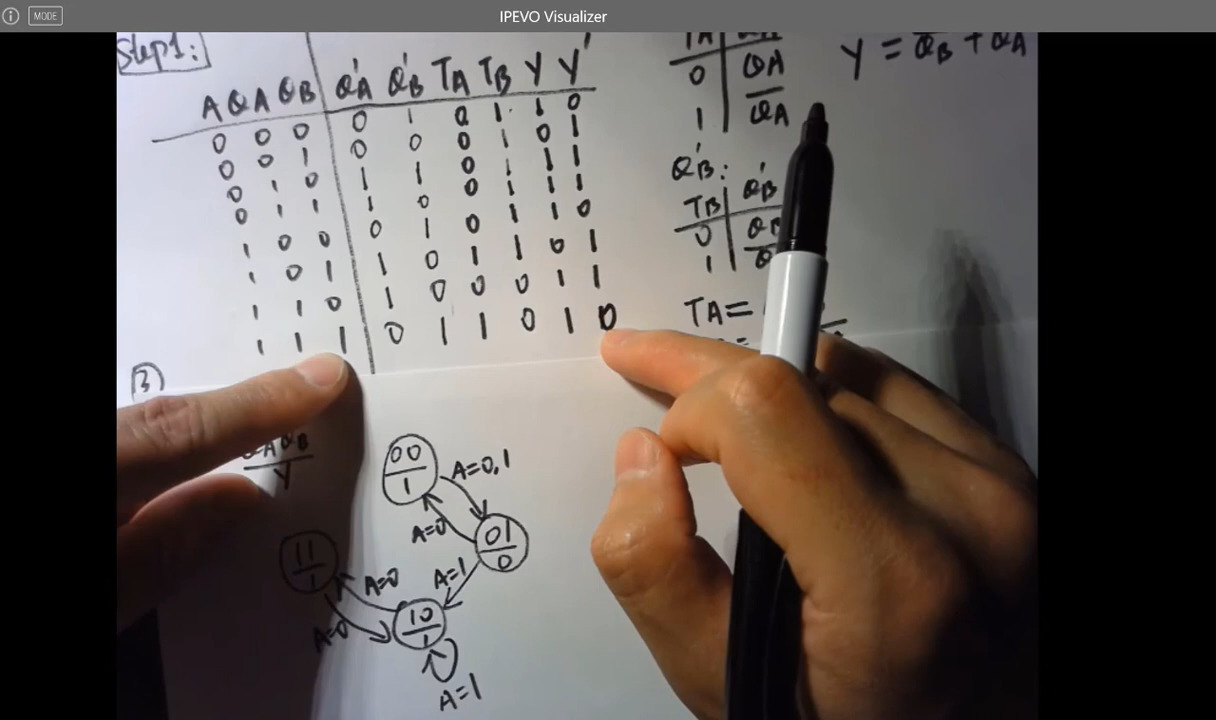 IPEVO Visualizer
MODE
Step1:
A QA QB Q'A Q'B TA TB Y Y'
0 0 0 0 1 0 1 1 0
0 0 1 0 0 0 1 0 1
0 1 0 1 1 0 1 1 1
0 1 1 1 0 0 1 1 1
1 0 0 0 1 0 1 1 0
1 0 1 1 0 1 1 0 1
1 1 0 1 0 0 0 1 1
1 1 1 0 1 1 0 1 0
TA
0 QA
1 Q̅A̅
Y = Q̅B̅ + QA
Q'B:
TB Q'B
0 QB
1
TA=
3
QAQB
Y
00
1
A=0,1
A=0
01
0
A=1
11
1
A=0
A=0
10
1
A=1